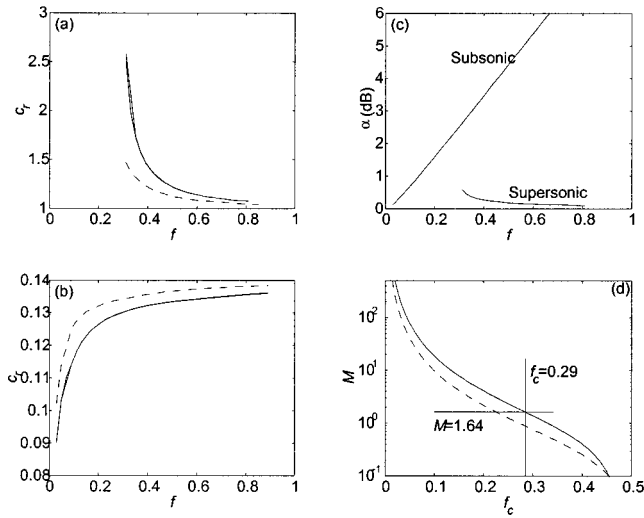 (a)
3
2.5
2
1.5
1
c_r
0 0.2 0.4 0.6 0.8 1
f
(c)
6
5
4
3
2
1
0
α (dB)
Subsonic
Supersonic
0 0.2 0.4 0.6 0.8 1
f
(b)
0.14
0.13
0.12
0.11
0.1
0.09
0.08
c_r
0 0.2 0.4 0.6 0.8 1
f
(d)
10^2
10^1
10^0
10^-1
M
f_c=0.29
M=1.64
0 0.1 0.2 0.3 0.4 0.5
f_c